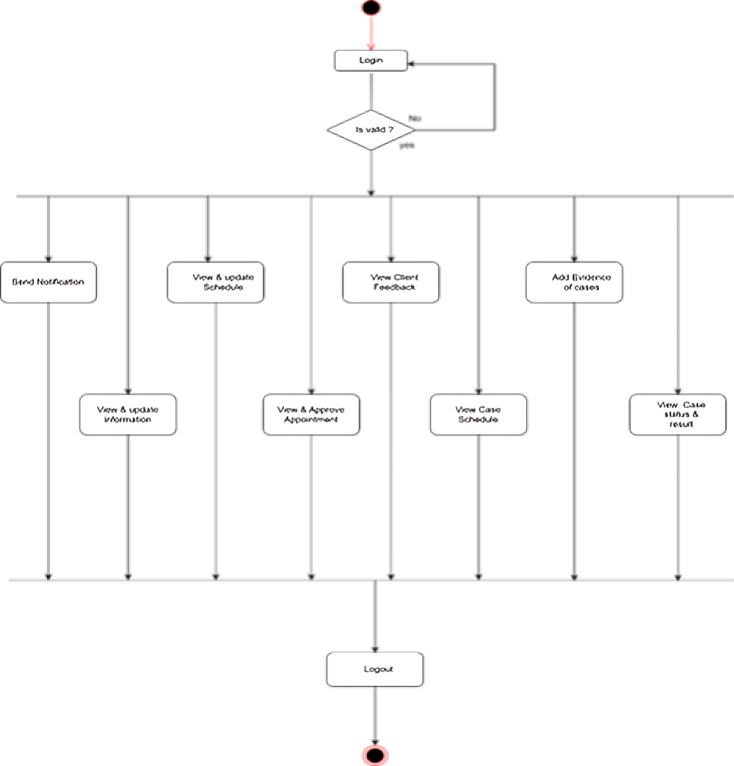 Login
No
Is valid ?
yes
Send Notification
View & update
Schedule
View Client
Feedback
Add Evidence
of cases
View & update
information
View & Approve
Appointment
View Case
Schedule
View Case
status &
result
Logout